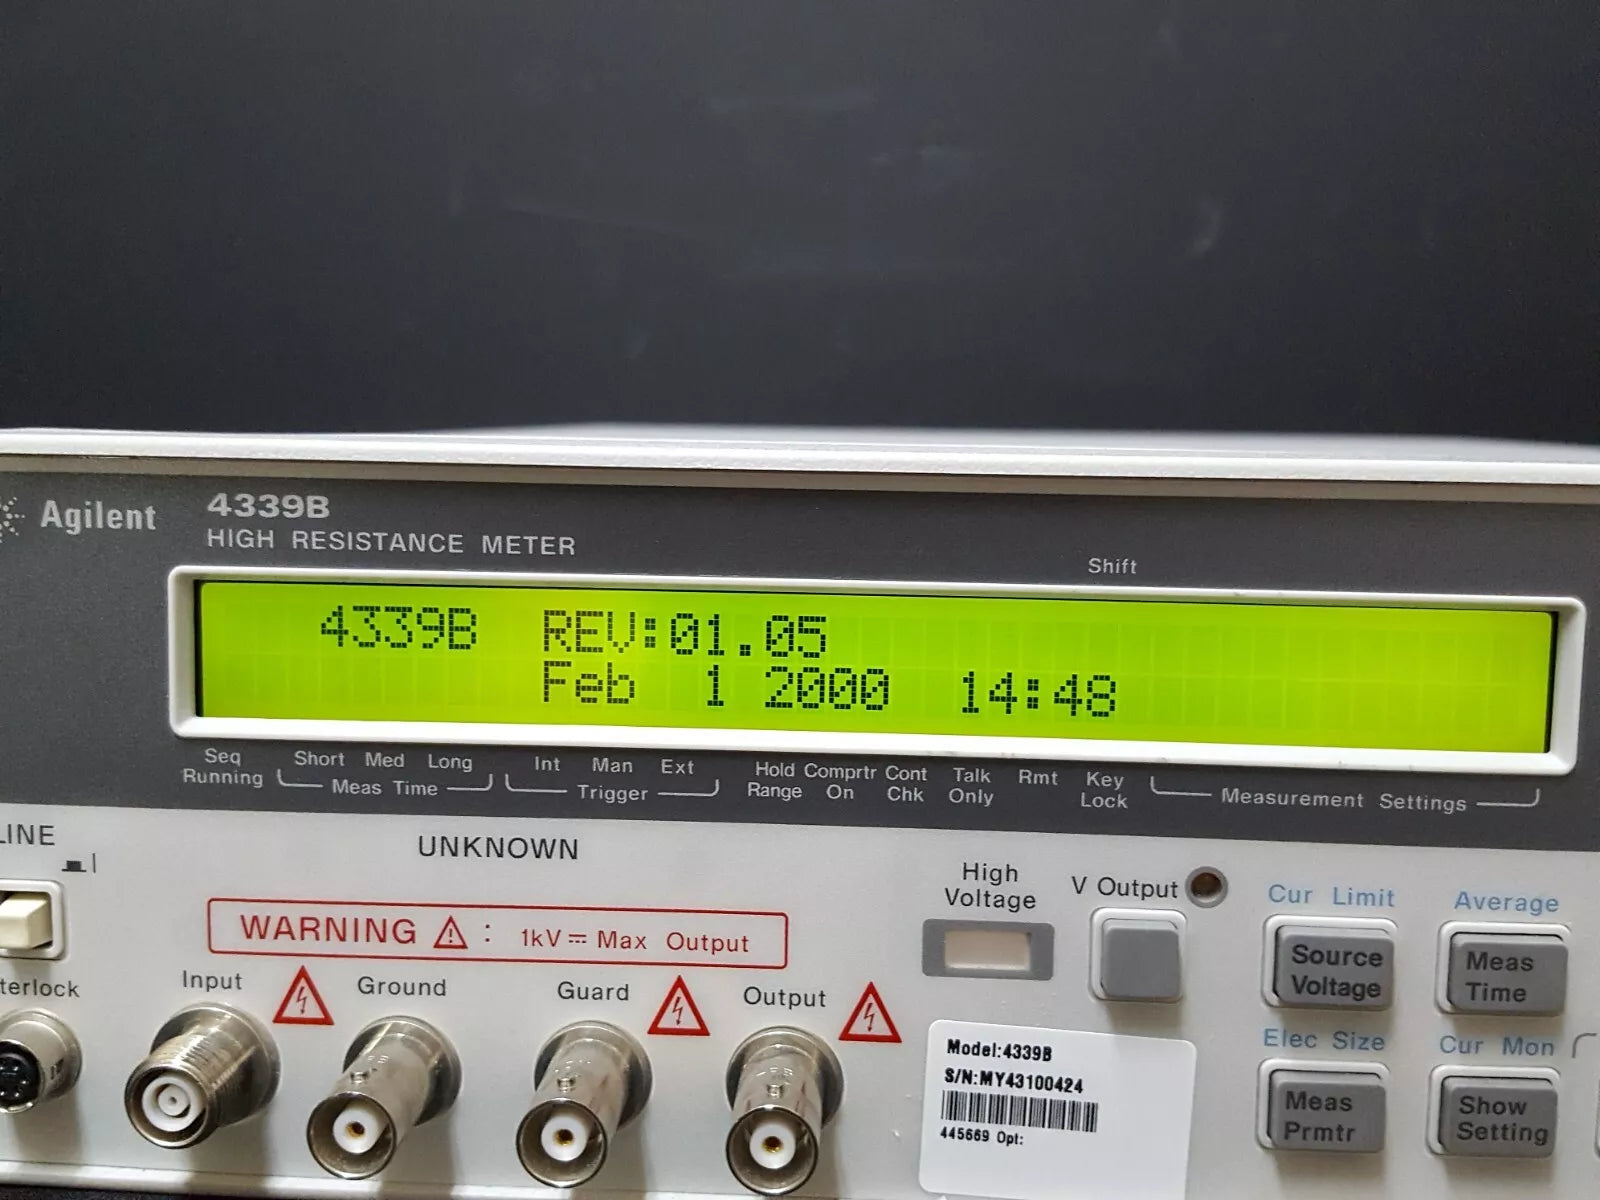 Agilent
4339B
HIGH RESISTANCE METER
Shift
4339B REV:01.05
Feb 1 2000 14:48
Seq Running
Short Med Long
Meas Time
Int Man Ext
Trigger
Hold Range
Comprtr On
Cont Chk
Talk Only
Rmt
Key Lock
Measurement Settings
UNKNOWN
WARNING ⚠ : 1kV⎓ Max Output
Input
Ground
Guard
Output
High Voltage
V Output
Cur Limit
Source Voltage
Average
Meas Time
Elec Size
Meas Prmtr
Cur Mon
Show Setting
Model:4339B
S/N:MY43100424
445669 Opt: